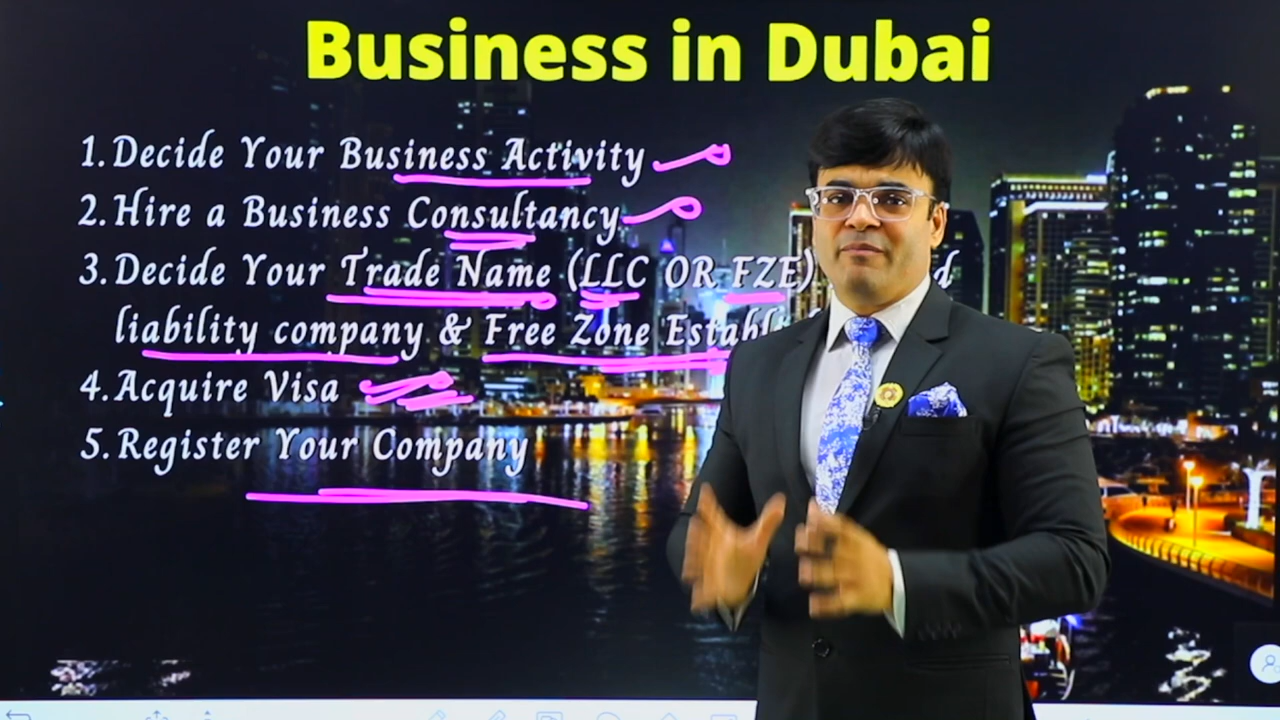 Business in Dubai
1. Decide Your Business Activity
2. Hire a Business Consultancy
3. Decide Your Trade Name (LLC OR FZE)
liability company & Free Zone
4. Acquire Visa
5. Register Your Company